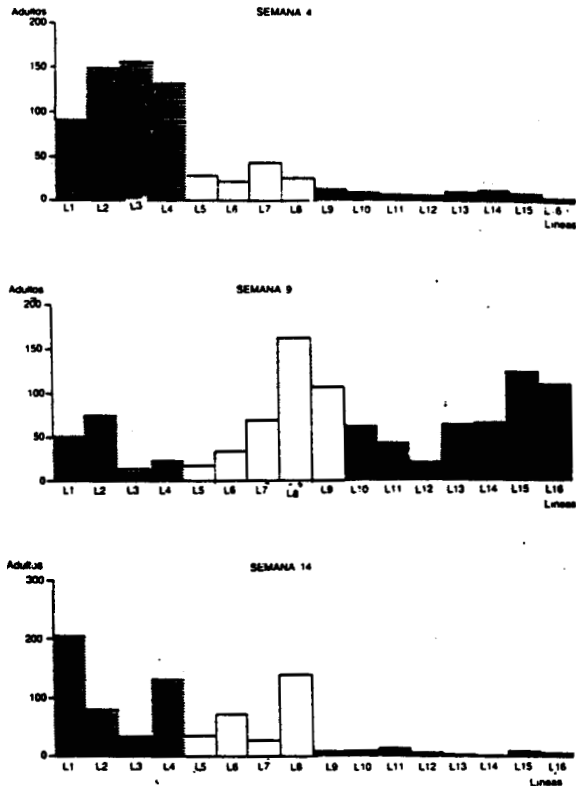 Adultos
SEMANA 4
200
150
100
50
0
L1 L2 L3 L4 L5 L6 L7 L8 L9 L10 L11 L12 L13 L14 L15
Lineas
Adultos
SEMANA 9
200
150
100
50
0
L1 L2 L3 L4 L5 L6 L7 L8 L9 L10 L11 L12 L13 L14 L15 L16
Lineas
Adultos
SEMANA 14
300
200
100
0
L1 L2 L3 L4 L5 L6 L7 L8 L9 L10 L11 L12 L13 L14 L15 L16
Lineas